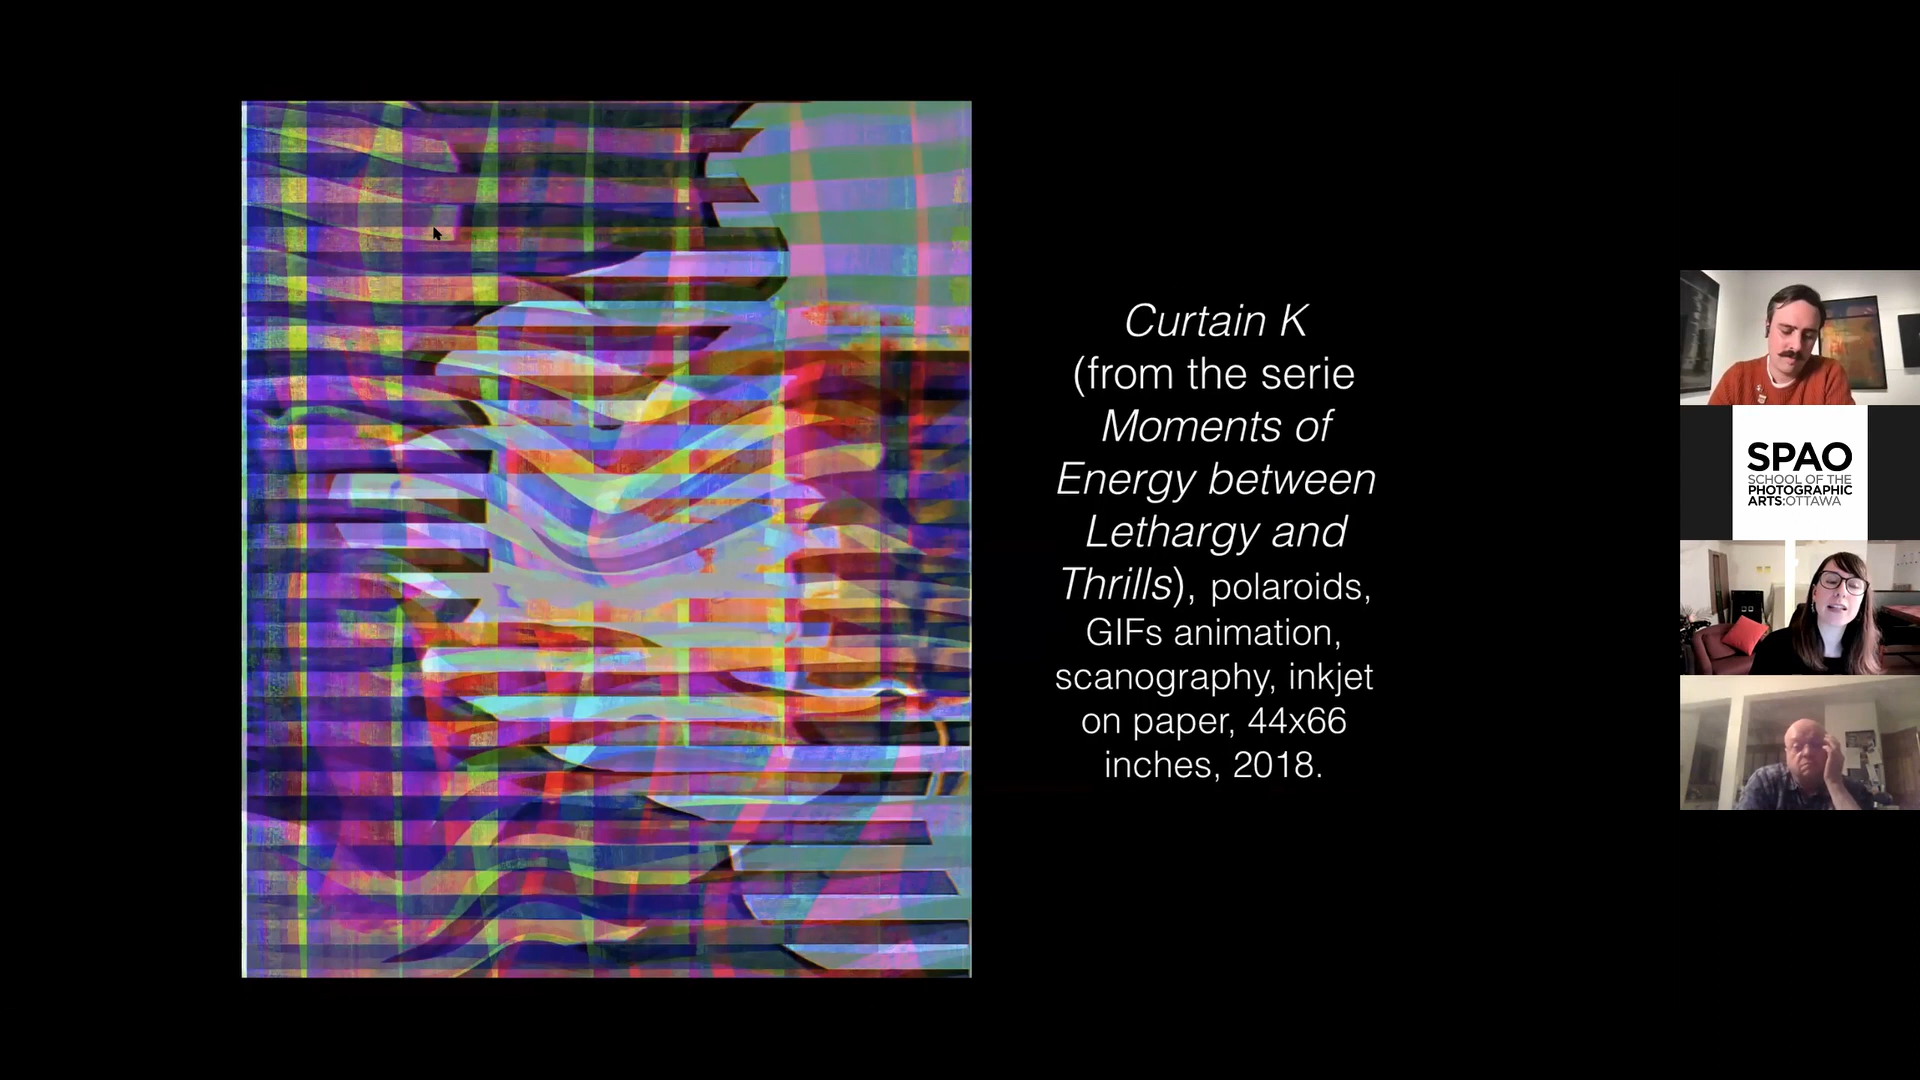 Curtain K
(from the serie
Moments of
Energy between
Lethargy and
Thrills), polaroids,
GIFs animation,
scanography, inkjet
on paper, 44x66
inches, 2018.
SPAO
SCHOOL OF THE
PHOTOGRAPHIC
ARTS:OTTAWA